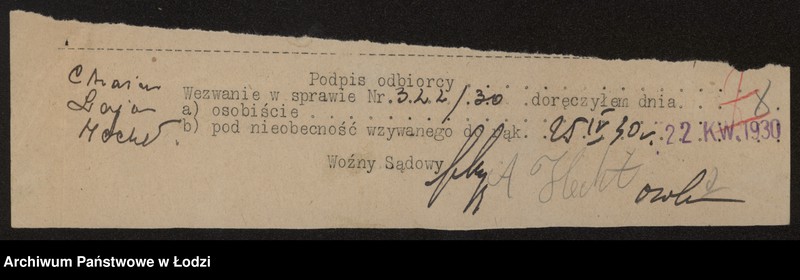 Podpis odbiorcy
Wezwanie w sprawie Nr. 322/30 doręczyłem dnia
a) osobiście
b) pod nieobecność wzywanego do rąk. 25 IV 30 r. 22 KW. 1930
Woźny Sądowy
Archiwum Państwowe w Łodzi